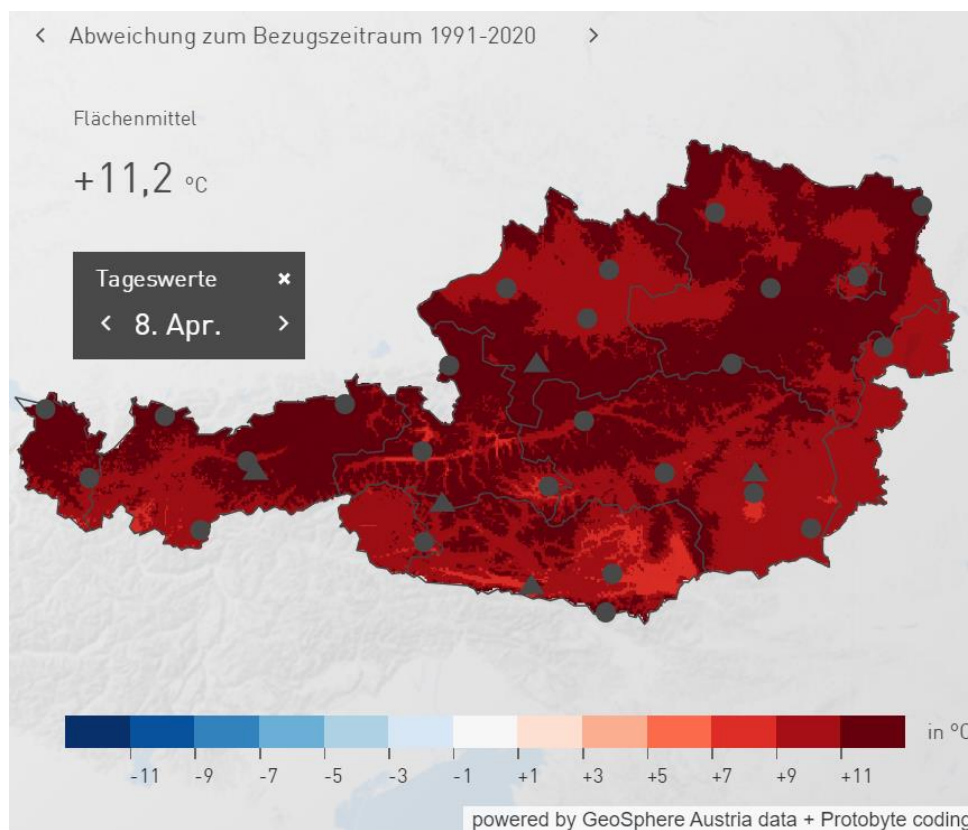 < Abweichung zum Bezugszeitraum 1991-2020 >
Flächenmittel
+11,2 °C
Tageswerte ×
< 8. Apr. >
-11 -9 -7 -5 -3 -1 +1 +3 +5 +7 +9 +11 in °C
powered by GeoSphere Austria data + Protobyte coding